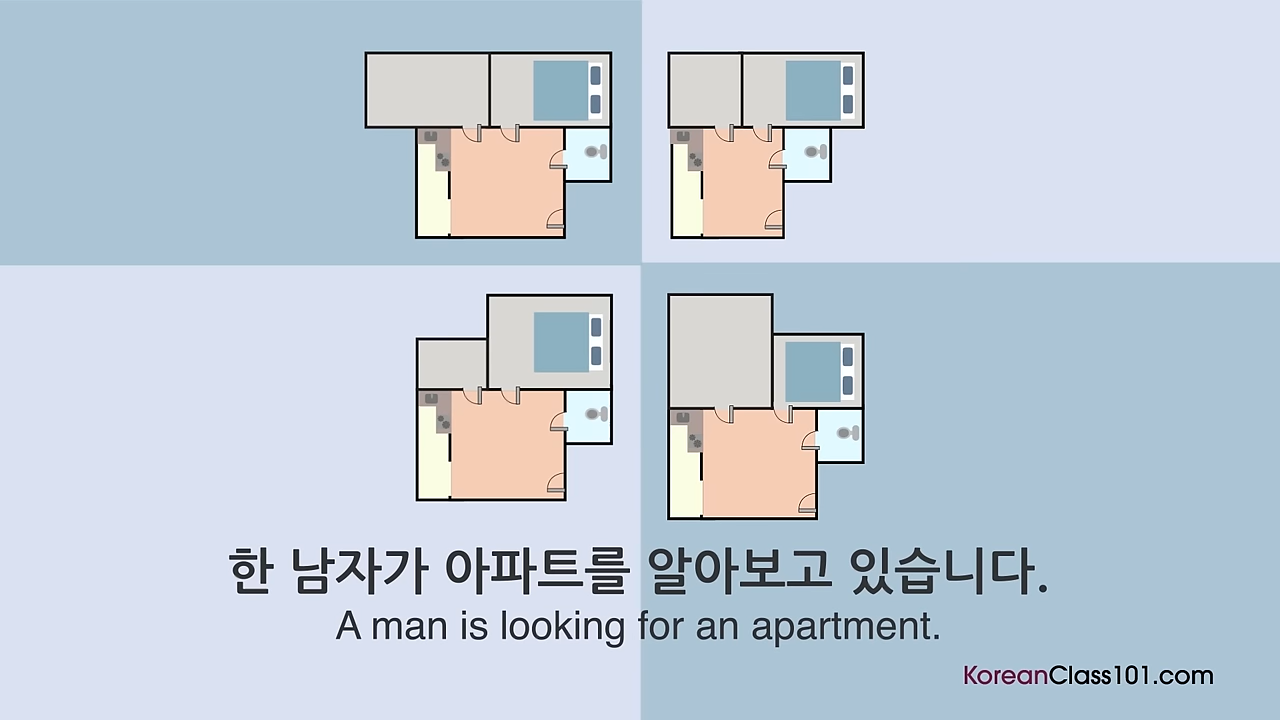 한 남자가 아파트를 알아보고 있습니다.
A man is looking for an apartment.
KoreanClass101.com